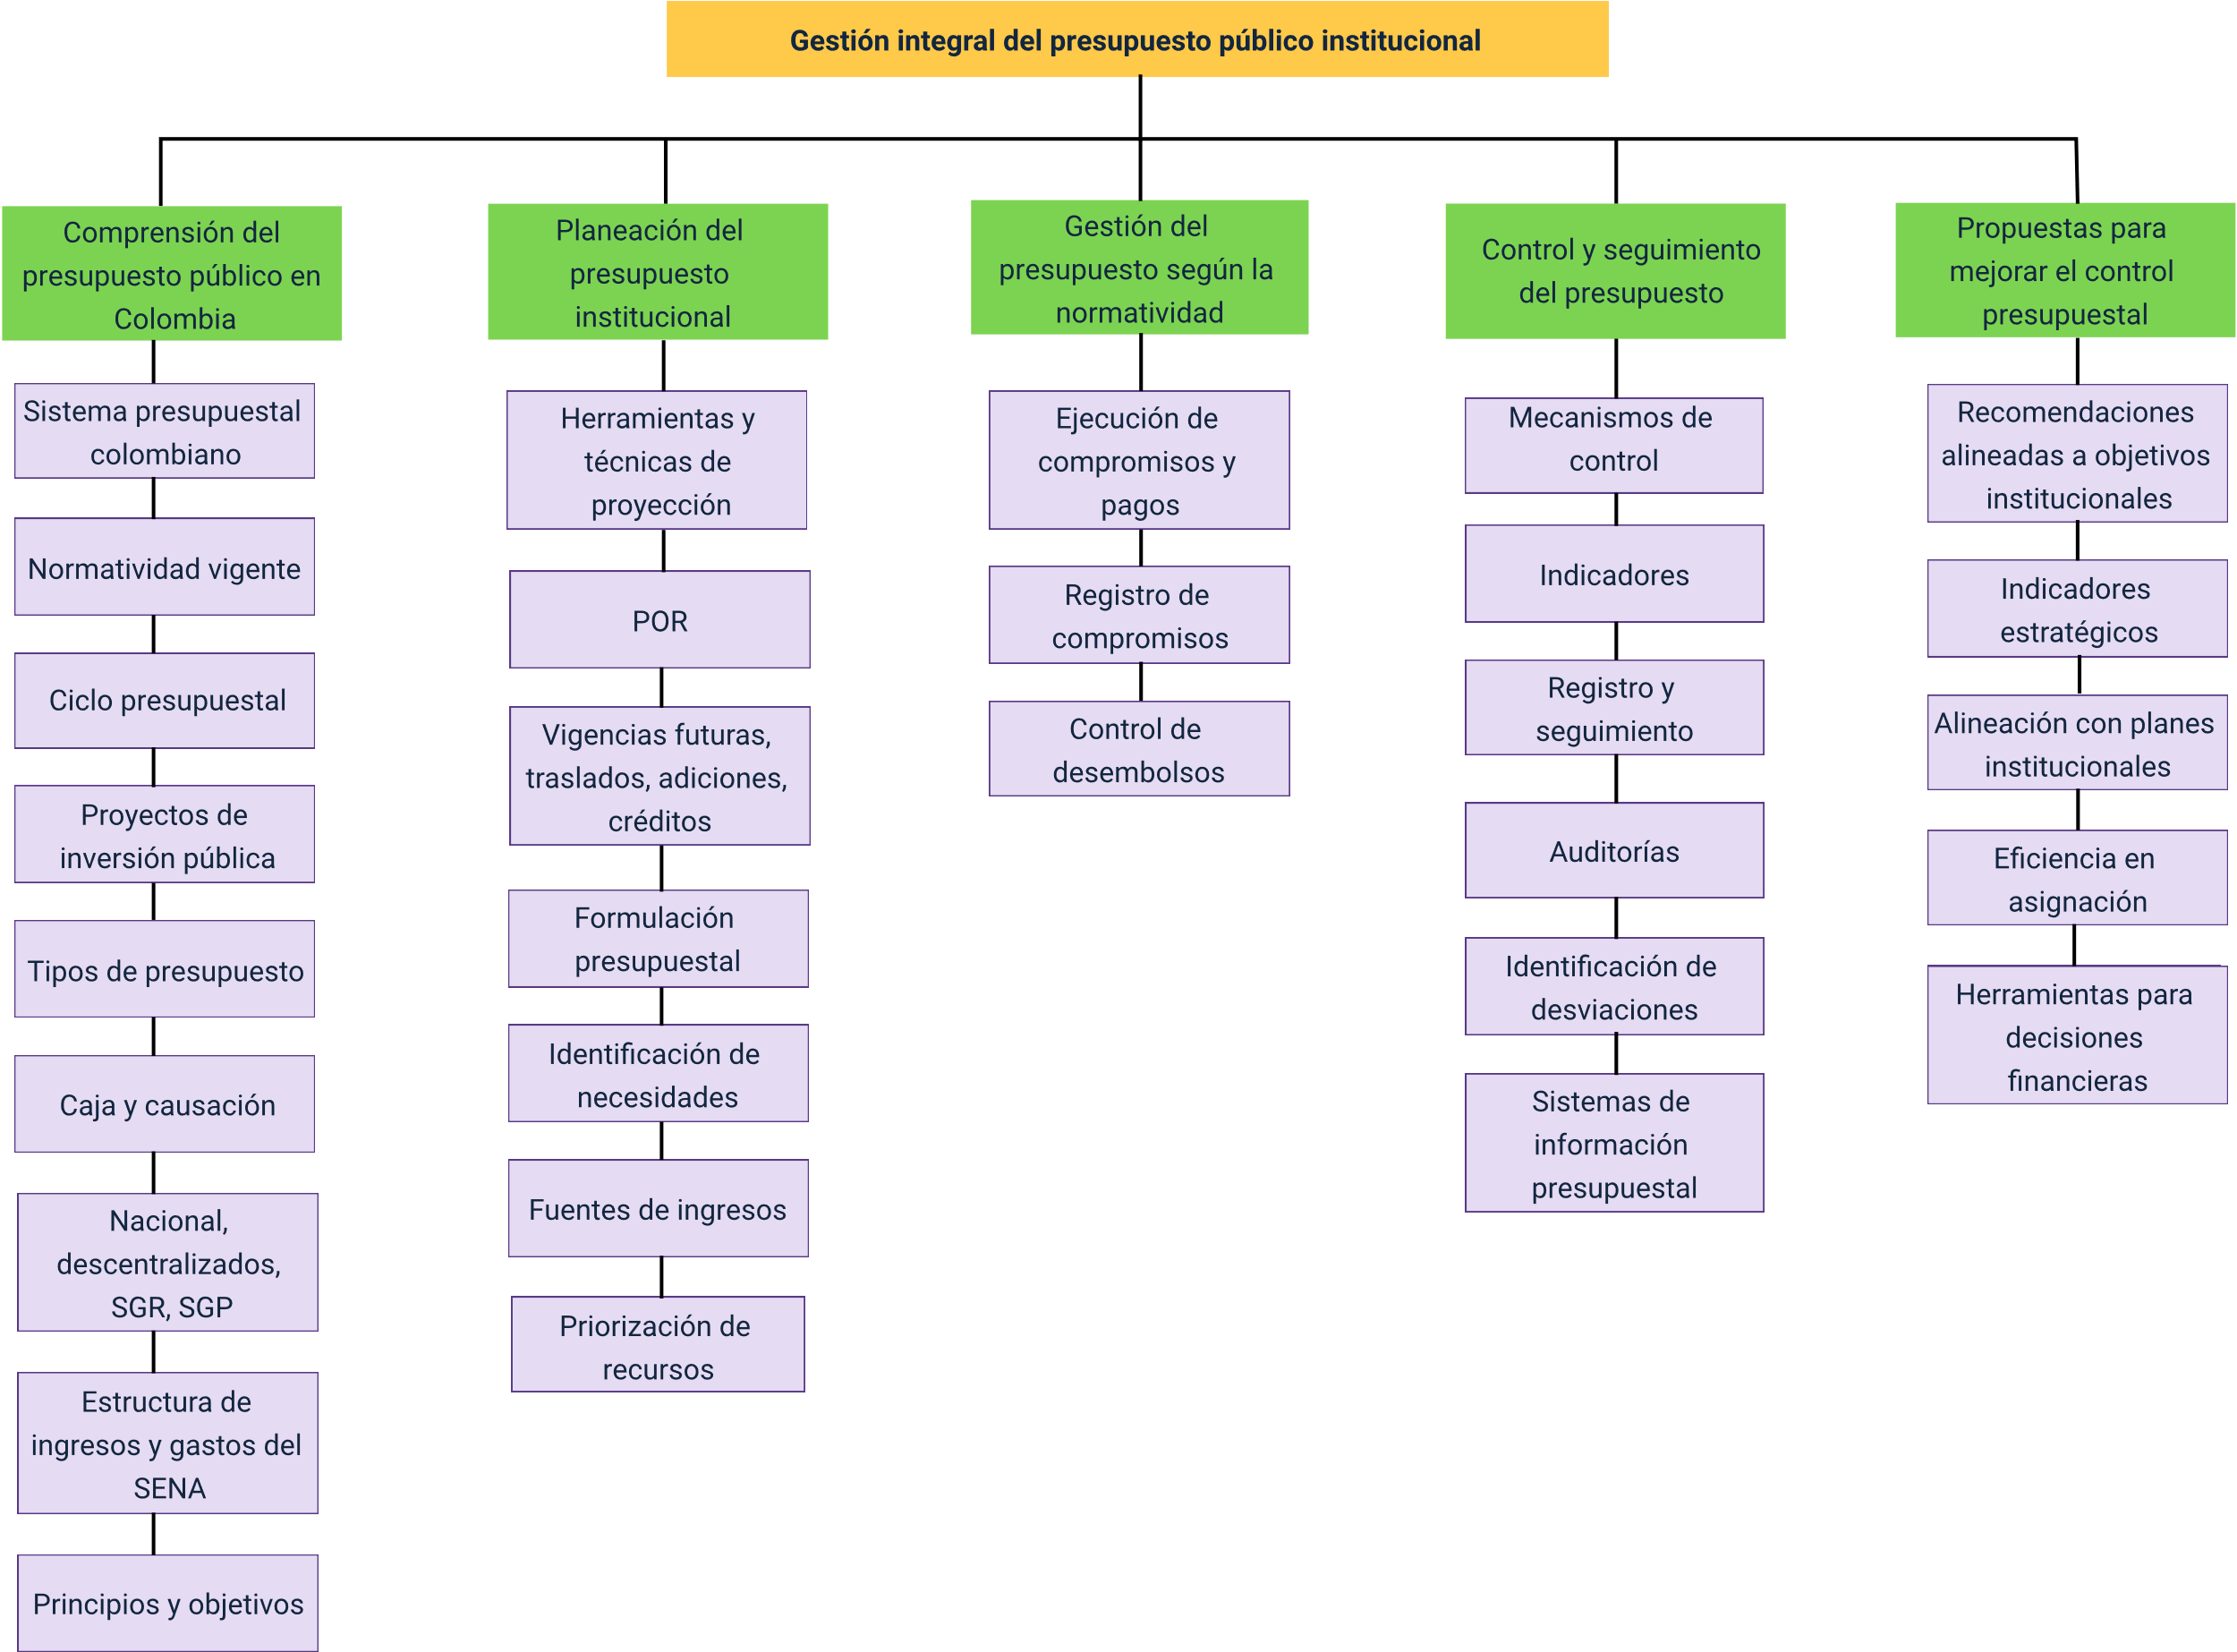 Gestión integral del presupuesto público institucional
Comprensión del
presupuesto público en
Colombia
Sistema presupuestal
colombiano
Normatividad vigente
Ciclo presupuestal
Proyectos de
inversión pública
Tipos de presupuesto
Caja y causación
Nacional,
descentralizados,
SGR, SGP
Estructura de
ingresos y gastos del
SENA
Principios y objetivos
Planeación del
presupuesto
institucional
Herramientas y
técnicas de
proyección
POR
Vigencias futuras,
traslados, adiciones,
créditos
Formulación
presupuestal
Identificación de
necesidades
Fuentes de ingresos
Priorización de
recursos
Gestión del
presupuesto según la
normatividad
Ejecución de
compromisos y
pagos
Registro de
compromisos
Control de
desembolsos
Control y seguimiento
del presupuesto
Mecanismos de
control
Indicadores
Registro y
seguimiento
Auditorías
Identificación de
desviaciones
Sistemas de
información
presupuestal
Propuestas para
mejorar el control
presupuestal
Recomendaciones
alineadas a objetivos
institucionales
Indicadores
estratégicos
Alineación con planes
institucionales
Eficiencia en
asignación
Herramientas para
decisiones
financieras